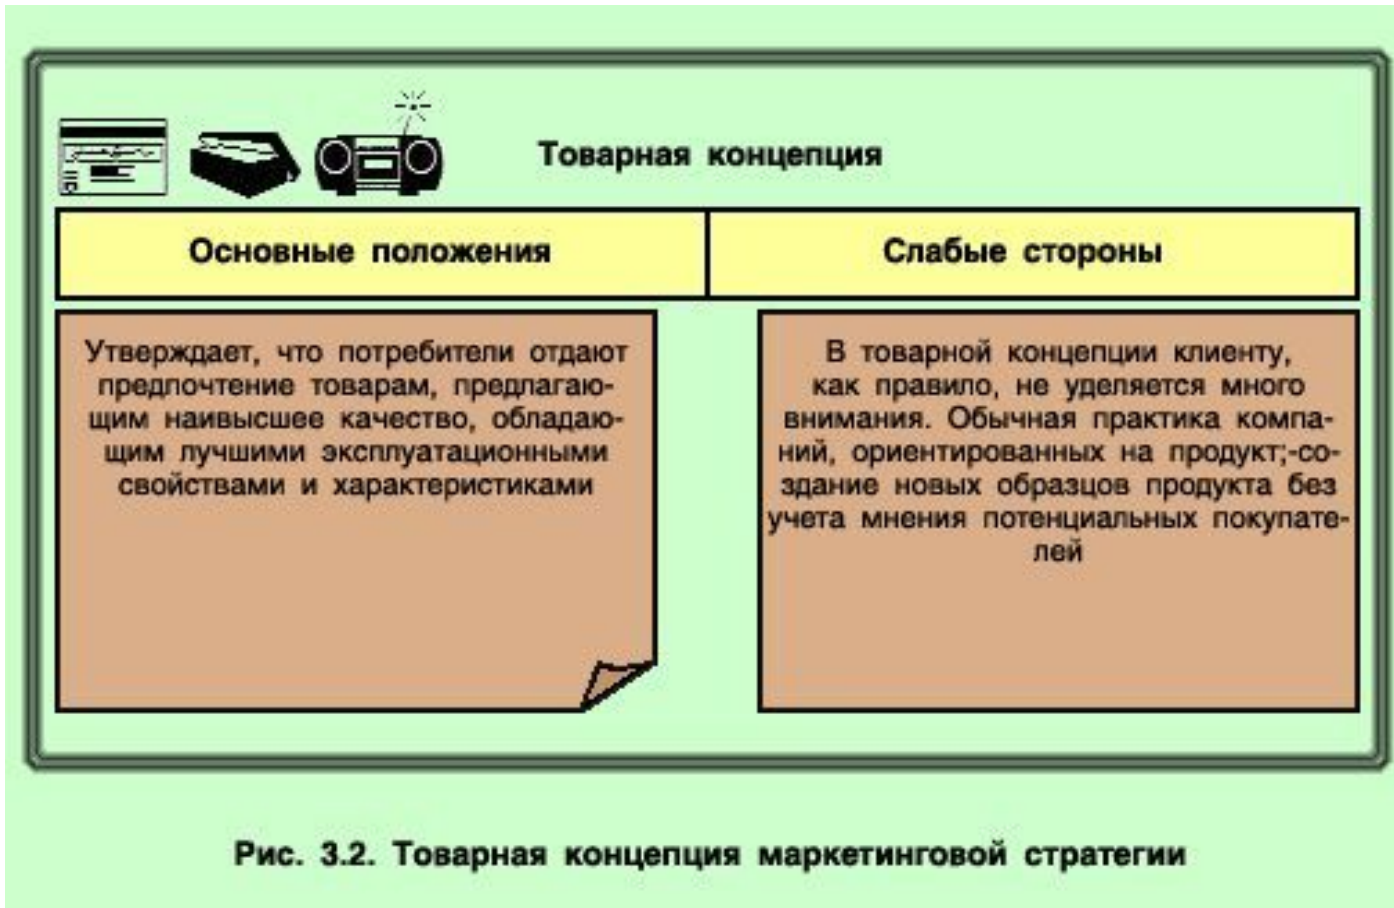 Товарная концепция
Основные положения
Слабые стороны
Утверждает, что потребители отдают
предпочтение товарам, предлагаю-
щим наивысшее качество, обладаю-
щим лучшими эксплуатационными
свойствами и характеристиками
В товарной концепции клиенту,
как правило, не уделяется много
внимания. Обычная практика компа-
ний, ориентированных на продукт;-со-
здание новых образцов продукта без
учета мнения потенциальных покупате-
лей
Рис. 3.2. Товарная концепция маркетинговой стратегии